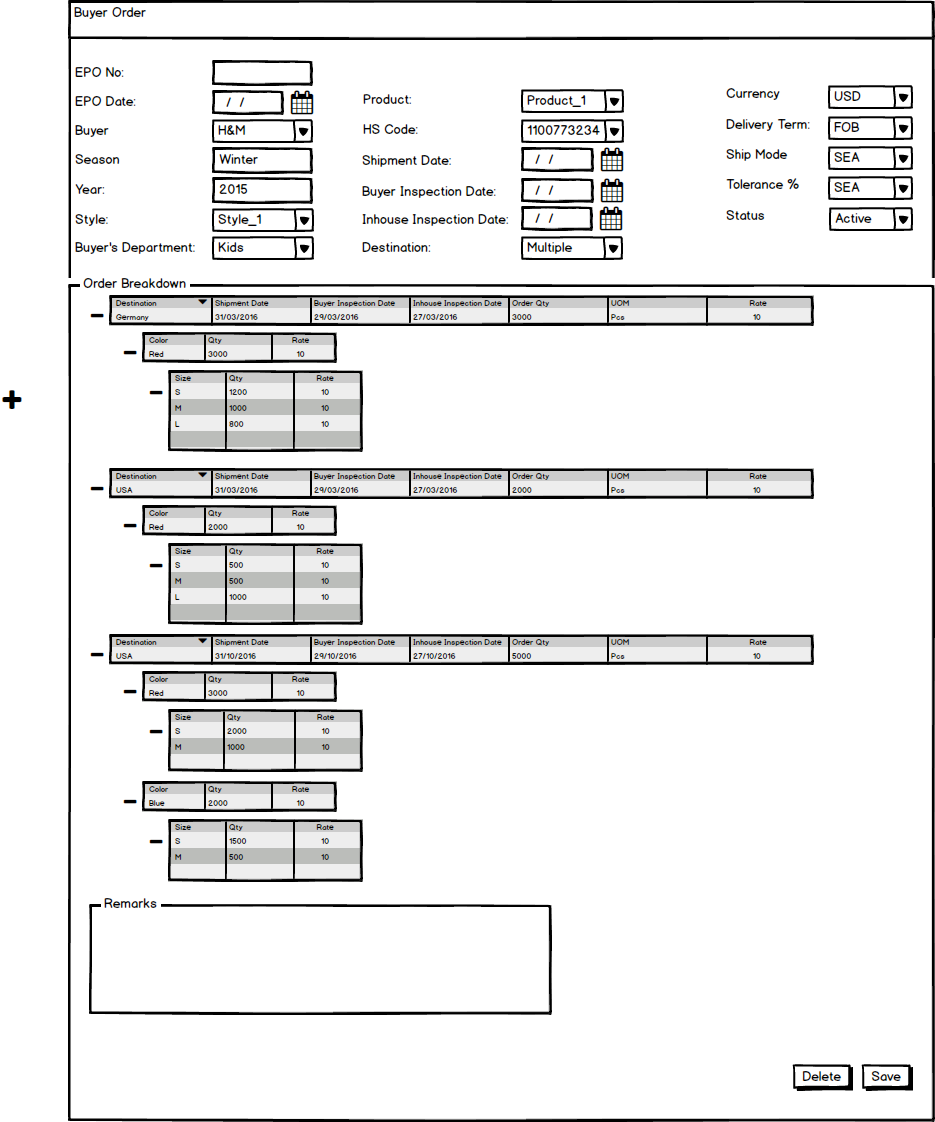 Buyer Order
EPO No:
EPO Date: / /
Buyer H&M
Season Winter
Year: 2015
Style: Style_1
Buyer's Department: Kids
Product: Product_1
HS Code: 1100773234
Shipment Date: / /
Buyer Inspection Date: / /
Inhouse Inspection Date: / /
Destination: Multiple
Currency USD
Delivery Term: FOB
Ship Mode SEA
Tolerance % SEA
Status Active
Order Breakdown
Destination Shipment Date Buyer Inspection Date Inhouse Inspection Date Order Qty UOM Rate
Germany 31/03/2016 29/03/2016 27/03/2016 3000 Pcs 10
Color Qty Rate
Red 3000 10
Size Qty Rate
S 1200 10
M 1000 10
L 800 10
Destination Shipment Date Buyer Inspection Date Inhouse Inspection Date Order Qty UOM Rate
USA 31/03/2016 29/03/2016 27/03/2016 2000 Pcs 10
Color Qty Rate
Red 2000 10
Size Qty Rate
S 500 10
M 500 10
L 1000 10
Destination Shipment Date Buyer Inspection Date Inhouse Inspection Date Order Qty UOM Rate
USA 31/10/2016 29/10/2016 27/10/2016 5000 Pcs 10
Color Qty Rate
Red 3000 10
Size Qty Rate
S 2000 10
M 1000 10
Color Qty Rate
Blue 2000 10
Size Qty Rate
S 1500 10
M 500 10
Remarks
Delete Save